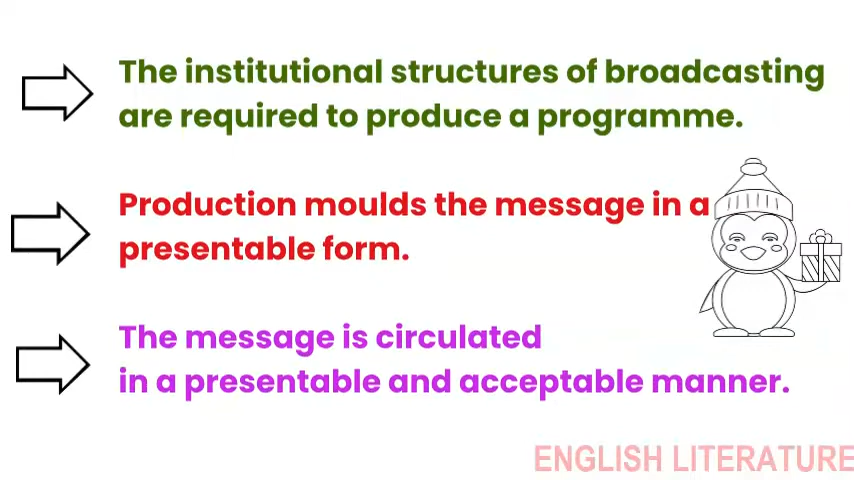 The institutional structures of broadcasting
are required to produce a programme.
Production moulds the message in a
presentable form.
The message is circulated
in a presentable and acceptable manner.
ENGLISH LITERATURE